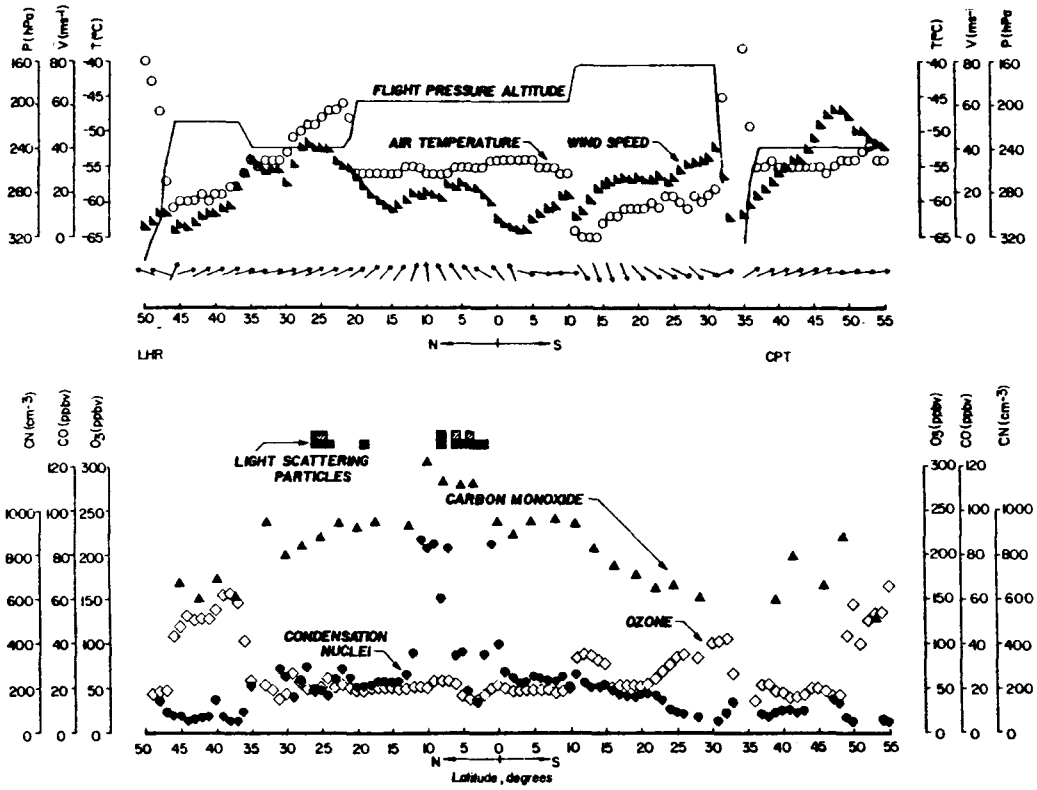 P(hPa) V(ms⁻¹) T(°C)
T(°C) V(ms⁻ P(hPa)
160 80 -40
-40 80 160
-45
-45
200 60
60 200
-50
-50
240 40
40 240
-55
-55
280 20
20 280
-60
-60
320 0 -65
-65 0 320
FLIGHT PRESSURE ALTITUDE
AIR TEMPERATURE
WIND SPEED
50 45 40 35 30 25 20 15 10 5 0 5 10 15 20 25 30 35 40 45 50 55
N S
LHR CPT
CN(cm⁻³) CO(ppbv) O₃(ppbv)
O₃(ppbv) CO(ppbv) CN(cm⁻³)
LIGHT SCATTERING
PARTICLES
CARBON MONOXIDE
CONDENSATION
NUCLEI
OZONE
120 300
300 120
1000 100 250
250 100 1000
800 80 200
200 80 800
600 60 150
150 60 600
400 40 100
100 40 400
200 20 50
50 20 200
0 0 0
0 0 0
50 45 40 35 30 25 20 15 10 5 0 5 10 15 20 25 30 35 40 45 50 55
N S
Latitude, degrees